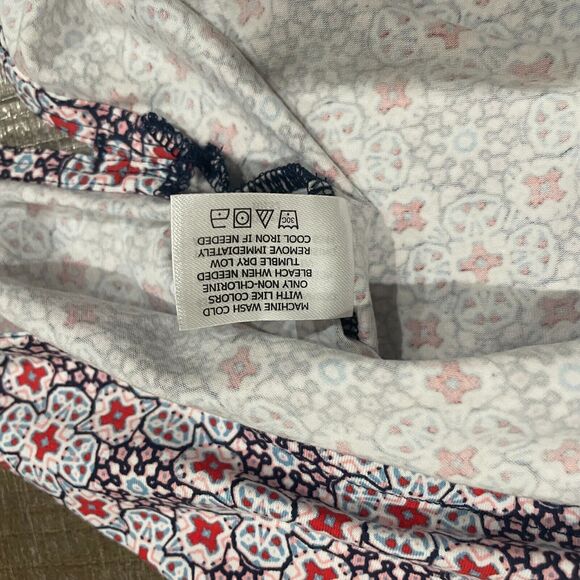 MACHINE WASH COLD
WITH LIKE COLORS
ONLY NON-CHLORINE
BLEACH WHEN NEEDED
TUMBLE DRY LOW
REMOVE IMMEDIATELY
COOL IRON IF NEEDED
30C